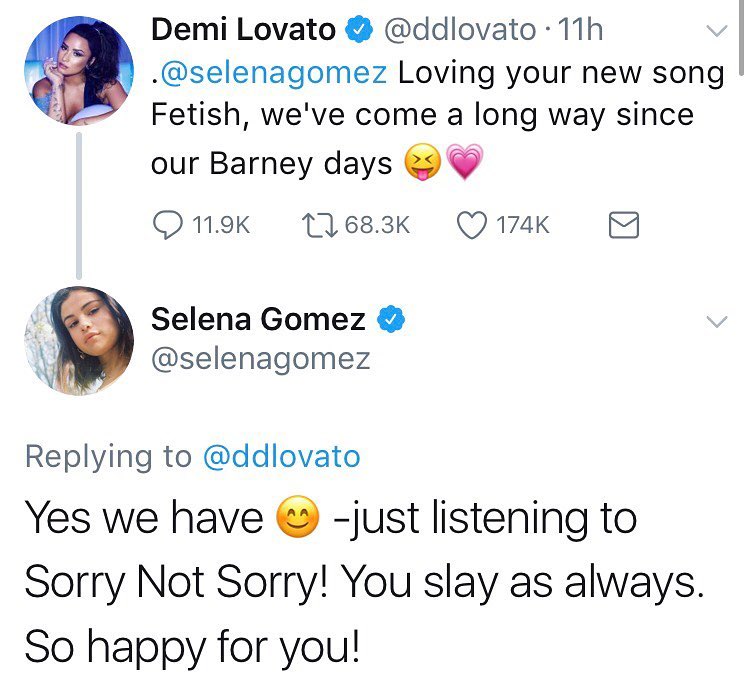 Demi Lovato @ddlovato · 11h
.@selenagomez Loving your new song
Fetish, we've come a long way since
our Barney days 😝💗
11.9K 68.3K 174K
Selena Gomez
@selenagomez
Replying to @ddlovato
Yes we have 😊 -just listening to
Sorry Not Sorry! You slay as always.
So happy for you!